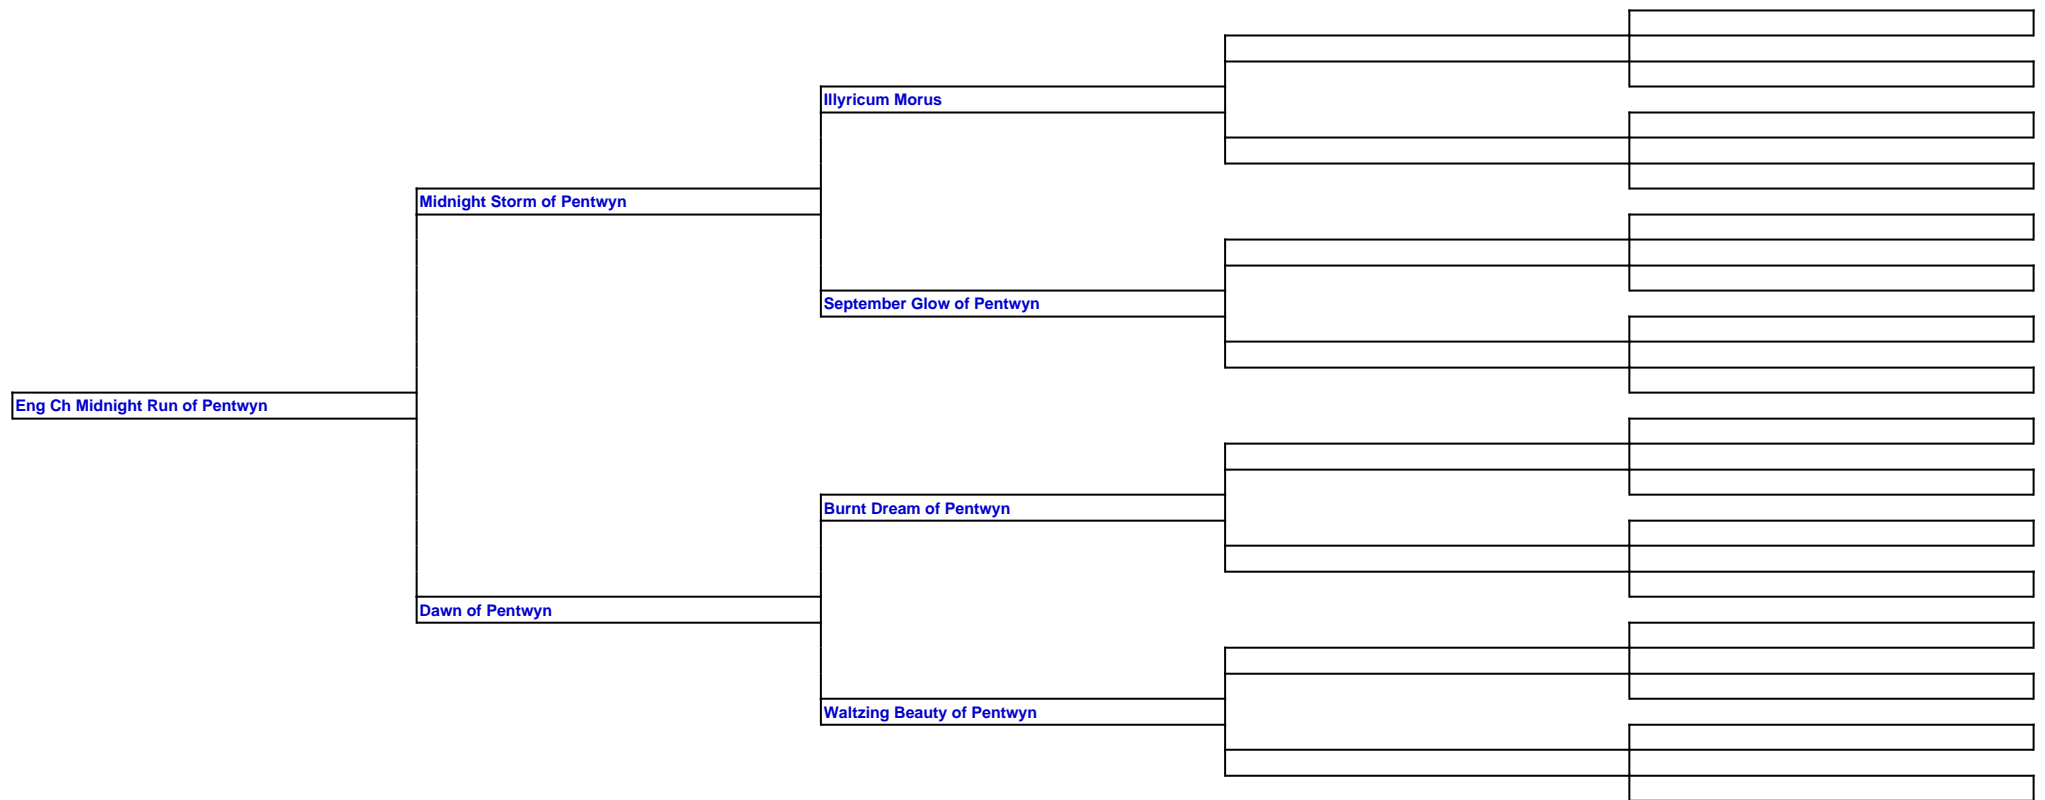 Illyricum Morus
Midnight Storm of Pentwyn
September Glow of Pentwyn
Eng Ch Midnight Run of Pentwyn
Burnt Dream of Pentwyn
Dawn of Pentwyn
Waltzing Beauty of Pentwyn